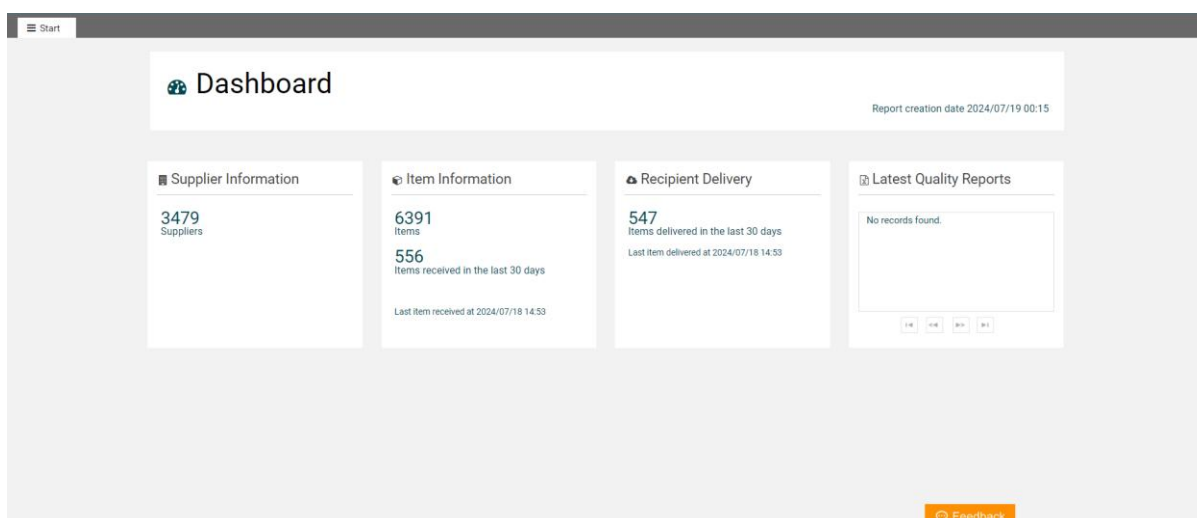 Start
Dashboard
Report creation date 2024/07/19 00:15
Supplier Information
3479
Suppliers
Item Information
6391
Items
556
Items received in the last 30 days
Last item received at 2024/07/18 14:53
Recipient Delivery
547
Items delivered in the last 30 days
Last item delivered at 2024/07/18 14:53
Latest Quality Reports
No records found.
Feedback